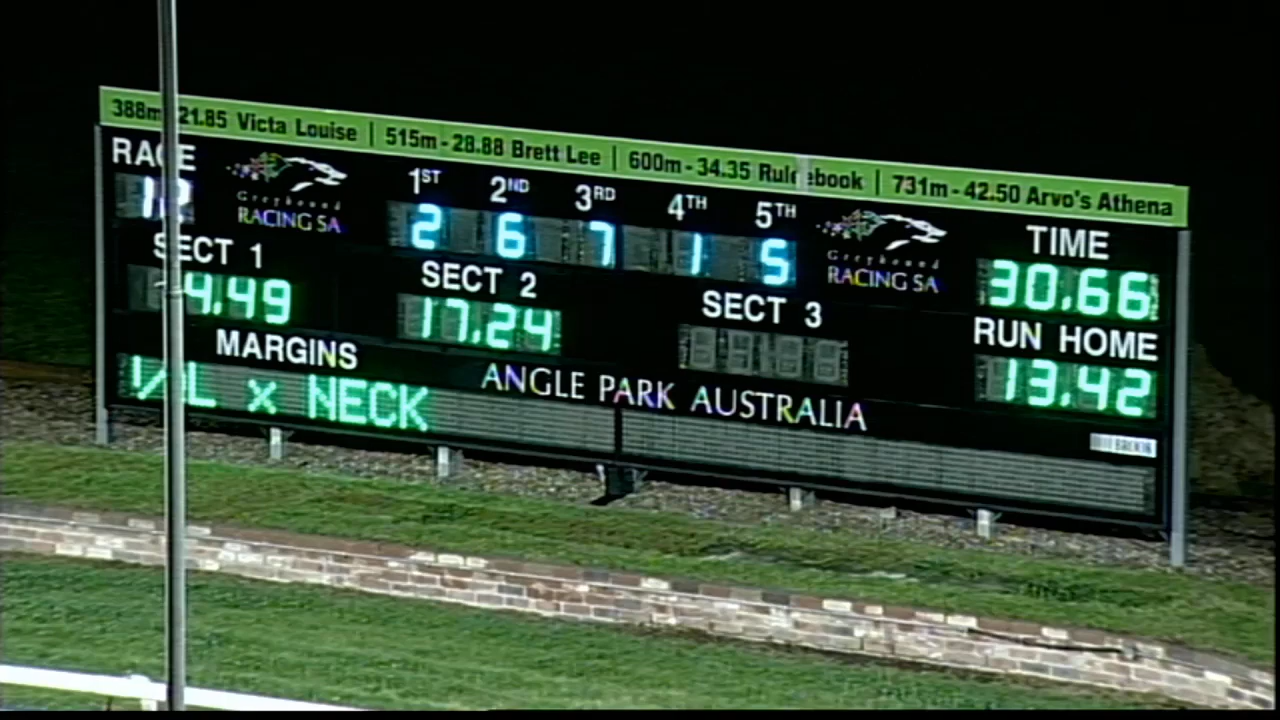 388m - 21.85 Victa Louise | 515m - 28.88 Brett Lee | 600m - 34.35 Rulebook | 731m - 42.50 Arvo's Athena
RACE
12
Greyhound
RACING SA
1ST 2ND 3RD 4TH 5TH
2 6 7 1 5
Greyhound
RACING SA
TIME
30.66
SECT 1
4.49
SECT 2
17.24
SECT 3
RUN HOME
13.42
MARGINS
x NECK
ANGLE PARK AUSTRALIA